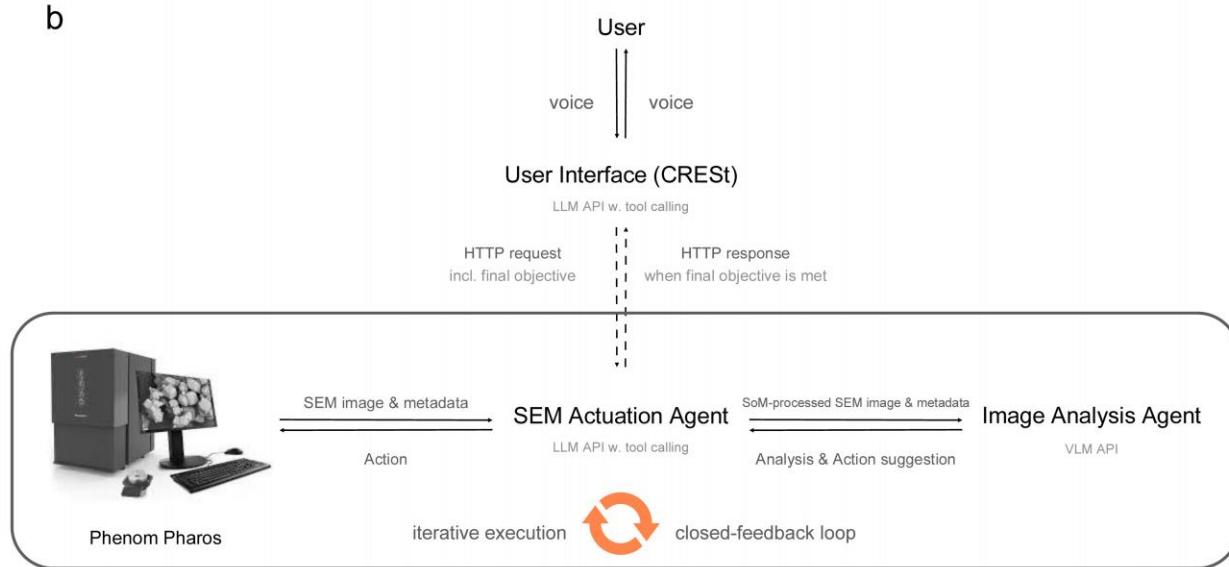 b
User
voice
voice
User Interface (CRESt)
LLM API w. tool calling
HTTP request
incl. final objective
HTTP response
when final objective is met
SEM image & metadata
Action
SEM Actuation Agent
LLM API w. tool calling
SoM-processed SEM image & metadata
Analysis & Action suggestion
Image Analysis Agent
VLM API
Phenom Pharos
iterative execution
closed-feedback loop